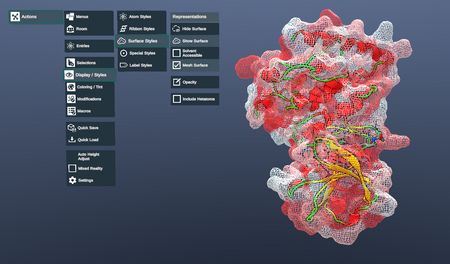 Actions
Menus
Room
Entries
Selections
Display / Styles
Coloring / Tint
Modifications
Macros
Quick Save
Quick Load
Auto Height
Adjust
Mixed Reality
Settings
Atom Styles
Ribbon Styles
Surface Styles
Special Styles
Label Styles
Representations
Hide Surface
Show Surface
Solvent
Accessible
Mesh Surface
Opacity
Include Hetatoms